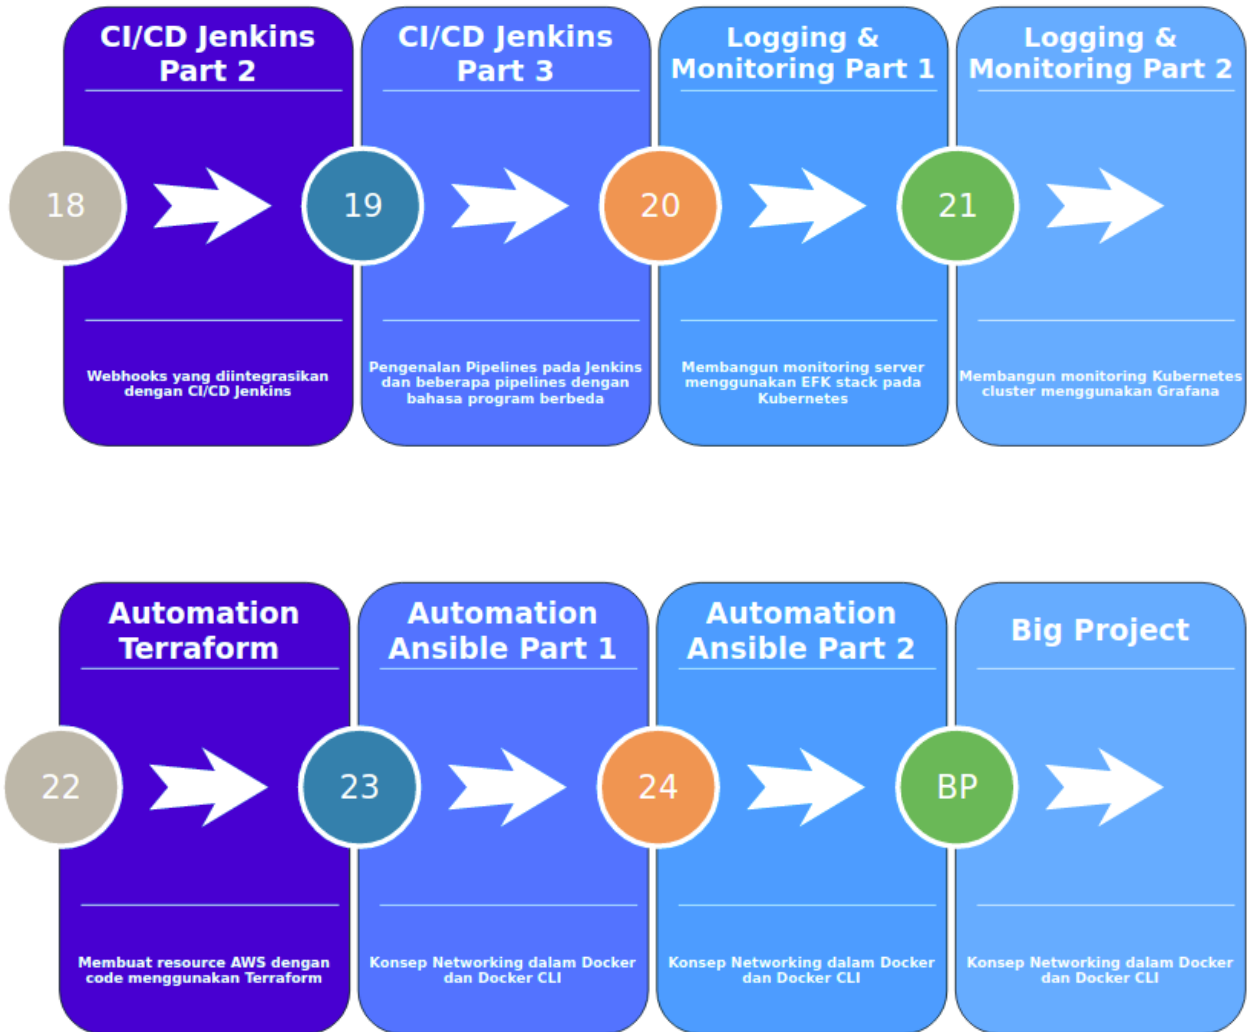 CI/CD Jenkins
Part 2
18
Webhooks yang diintegrasikan
dengan CI/CD Jenkins
CI/CD Jenkins
Part 3
19
Pengenalan Pipelines pada Jenkins
dan beberapa pipelines dengan
bahasa program berbeda
Logging &
Monitoring Part 1
20
Membangun monitoring server
menggunakan EFK stack pada
Kubernetes
Logging &
Monitoring Part 2
21
Membangun monitoring Kubernetes
cluster menggunakan Grafana
Automation
Terraform
22
Membuat resource AWS dengan
code menggunakan Terraform
Automation
Ansible Part 1
23
Konsep Networking dalam Docker
dan Docker CLI
Automation
Ansible Part 2
24
Konsep Networking dalam Docker
dan Docker CLI
Big Project
BP
Konsep Networking dalam Docker
dan Docker CLI